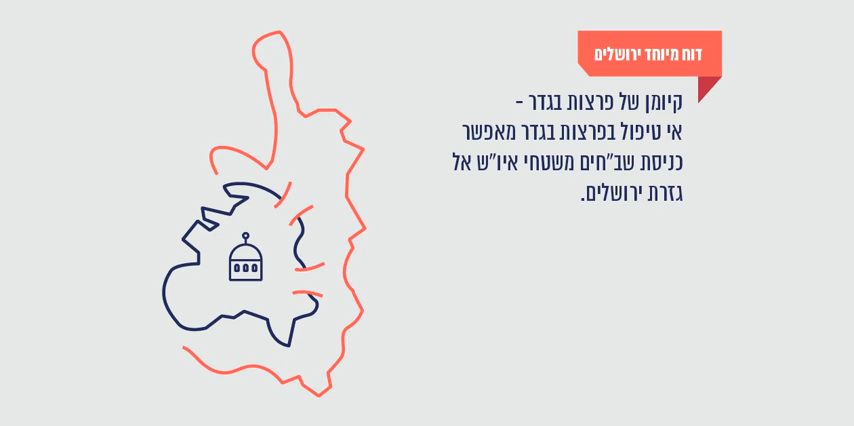 דוח מיוחד ירושלים
קיומן של פרצות בגדר -
אי טיפול בפרצות בגדר מאפשר
כניסת שב"חים משטחי איו"ש אל
גזרת ירושלים.